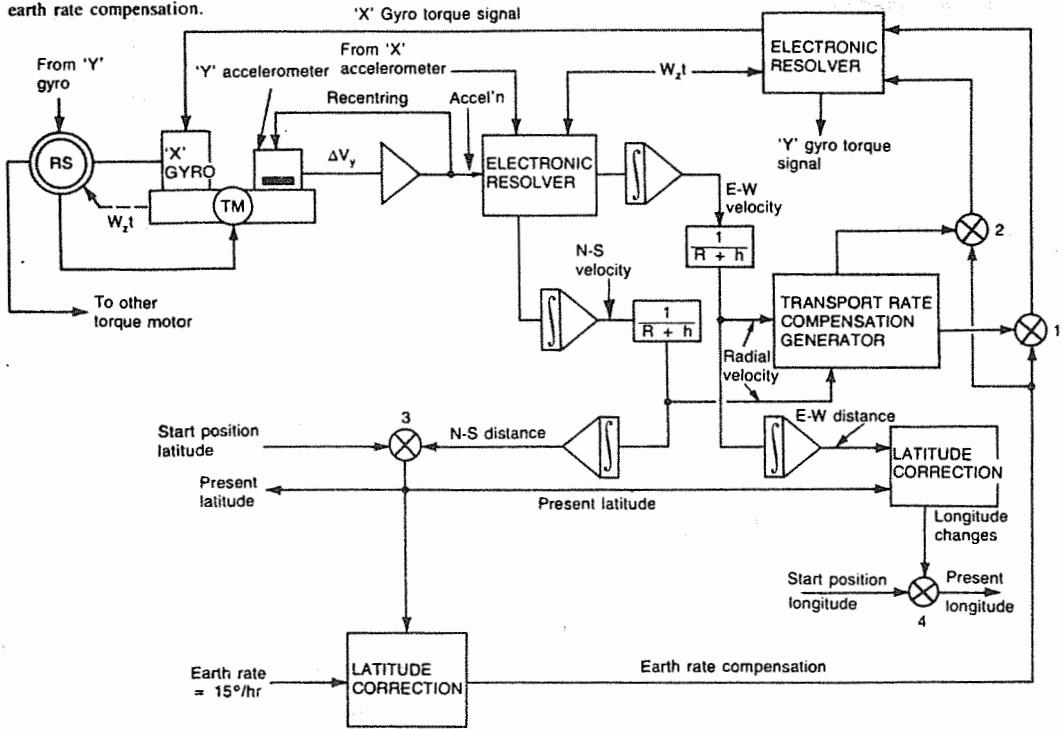 earth rate compensation.
'X' Gyro torque signal
From 'Y'
gyro
'Y' accelerometer
From 'X'
accelerometer
Recentring
Accel'n
W_zt
ELECTRONIC
RESOLVER
'Y' gyro torque
signal
RS
'X'
GYRO
TM
W_zt
ΔV_y
ELECTRONIC
RESOLVER
∫
E-W
velocity
1
R + h
2
To other
torque motor
N-S
velocity
∫
1
R + h
TRANSPORT RATE
COMPENSATION
GENERATOR
1
Radial
velocity
Start position
latitude
3
N-S distance
∫
∫
E-W distance
LATITUDE
CORRECTION
Present
latitude
Present latitude
Longitude
changes
Start position
longitude
4
Present
longitude
Earth rate
= 15°/hr
LATITUDE
CORRECTION
Earth rate compensation